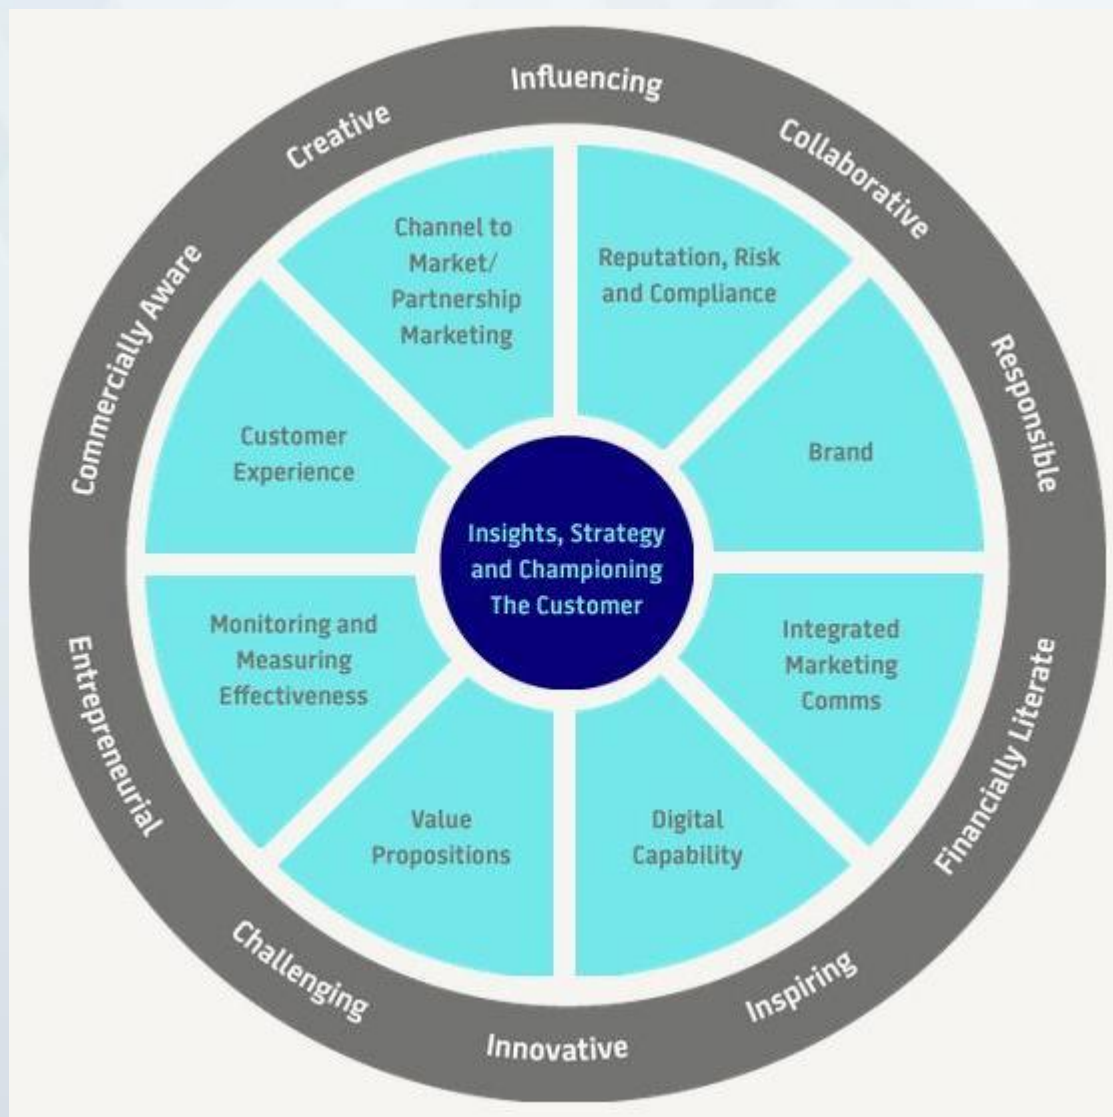 Influencing
Collaborative
Responsible
Financially Literate
Inspiring
Innovative
Challenging
Entrepreneurial
Commercially Aware
Creative
Channel to
Market/
Partnership
Marketing
Reputation, Risk
and Compliance
Brand
Integrated
Marketing
Comms
Digital
Capability
Value
Propositions
Monitoring and
Measuring
Effectiveness
Customer
Experience
Insights, Strategy
and Championing
The Customer